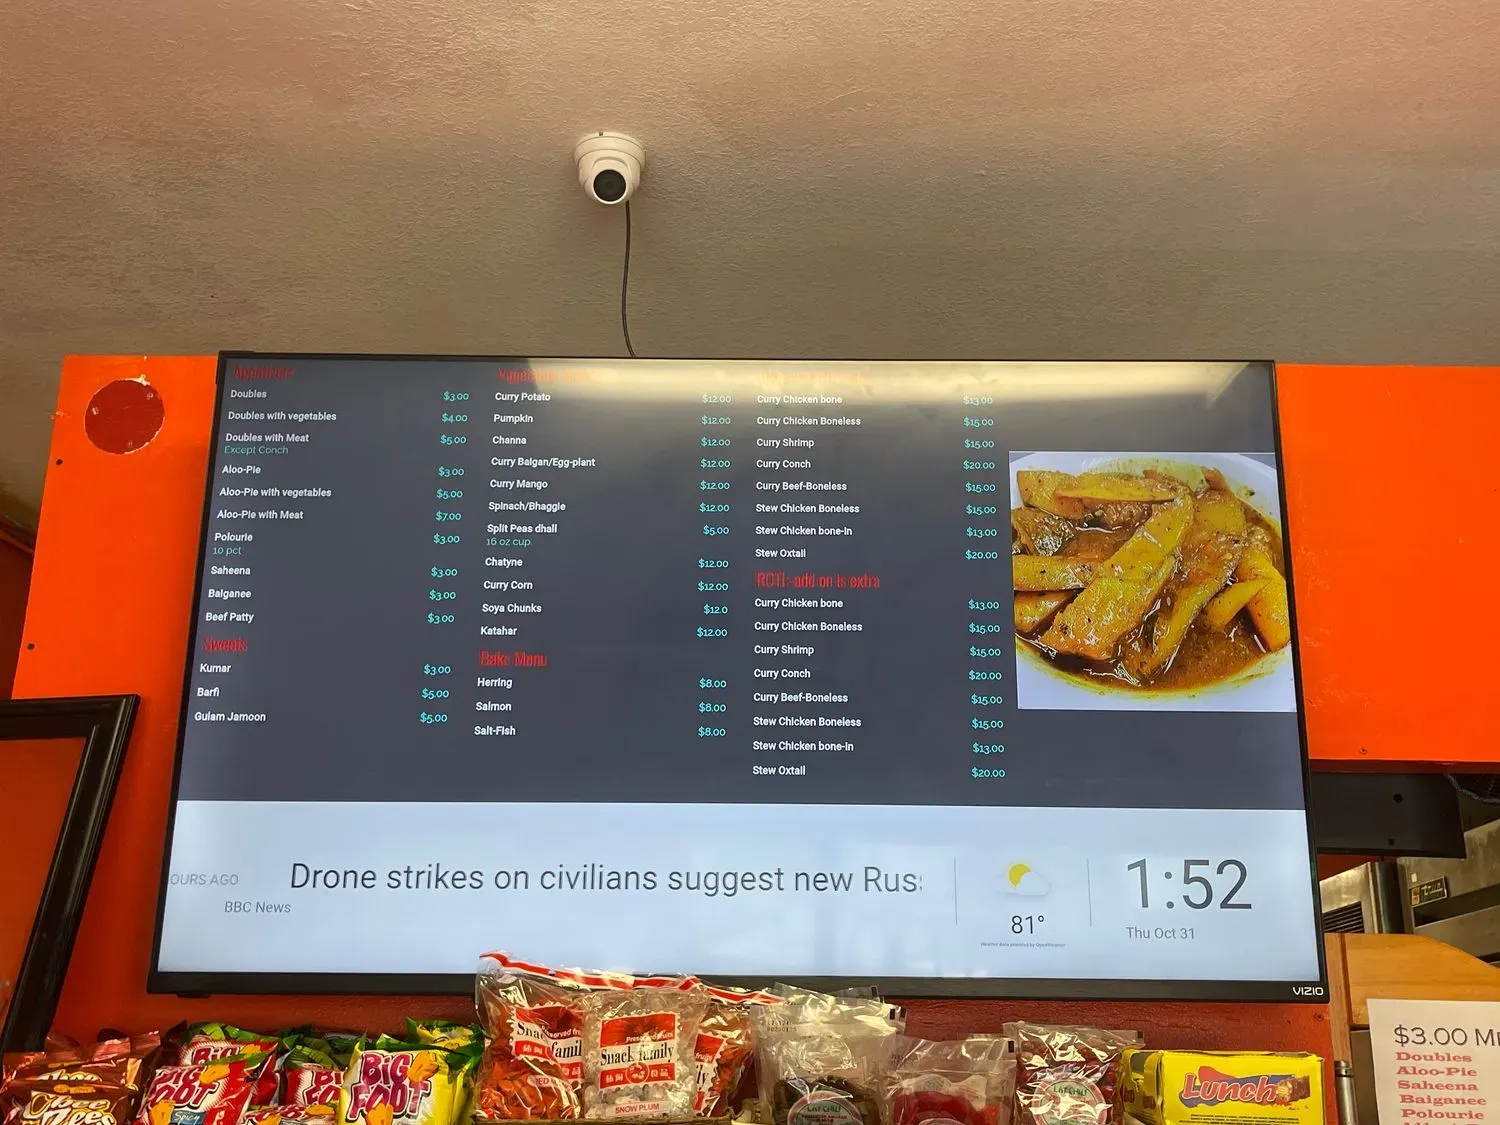 Appetizers
Doubles $3.00
Doubles with vegetables $4.00
Doubles with Meat $5.00
Except Conch
Aloo-Pie $3.00
Aloo-Pie with vegetables $5.00
Aloo-Pie with Meat $7.00
Polourie $3.00
10 pct
Saheena $3.00
Baiganee $3.00
Beef Patty $3.00
Sweets
Kumar $3.00
Barfi $5.00
Gulam Jamoon $5.00
Curry Potato $12.00
Pumpkin $12.00
Channa $12.00
Curry Balgan/Egg-plant $12.00
Curry Mango $12.00
Spinach/Bhaggie $12.00
Split Peas dhall $5.00
16 oz cup
Chatyne $12.00
Curry Corn $12.00
Soya Chunks $12.0
Katahar $12.00
Bake Menu
Herring $8.00
Salmon $8.00
Salt-Fish $8.00
Curry Chicken bone $13.00
Curry Chicken Boneless $15.00
Curry Shrimp $15.00
Curry Conch $20.00
Curry Beef-Boneless $15.00
Stew Chicken Boneless $15.00
Stew Chicken bone-in $13.00
Stew Oxtail $20.00
ROTI:-add on is extra
Curry Chicken bone $13.00
Curry Chicken Boneless $15.00
Curry Shrimp $15.00
Curry Conch $20.00
Curry Beef-Boneless $15.00
Stew Chicken Boneless $15.00
Stew Chicken bone-in $13.00
Stew Oxtail $20.00
OURS AGO
Drone strikes on civilians suggest new Rus
BBC News
81°
1:52
Thu Oct 31
VIZIO
Snack family
Preserved fruits
Snack family
SNOW PLUM
BIG FOOT
Spicy
BIG FOOT
LAY CHILI
LAY CHILI
Lunch
$3.00 M
Doubles
Aloo-Pie
Saheena
Baiganee
Polourie